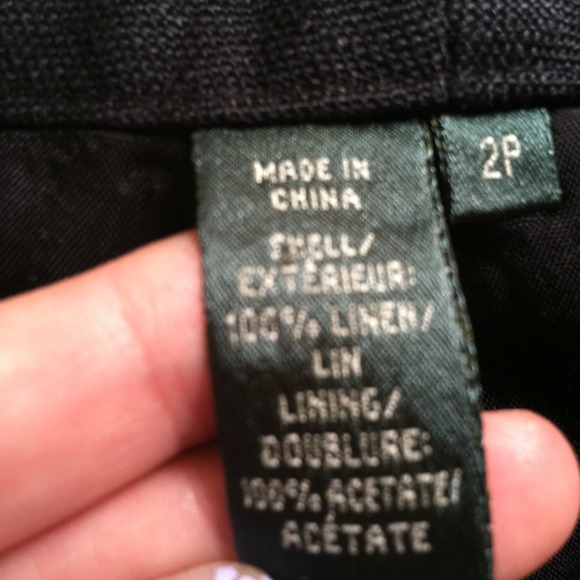 MADE IN
CHINA
2P
SHELL/
EXTÉRIEUR:
100% LINEN/
LIN
LINING/
DOUBLURE:
100% ACETATE/
ACÉTATE